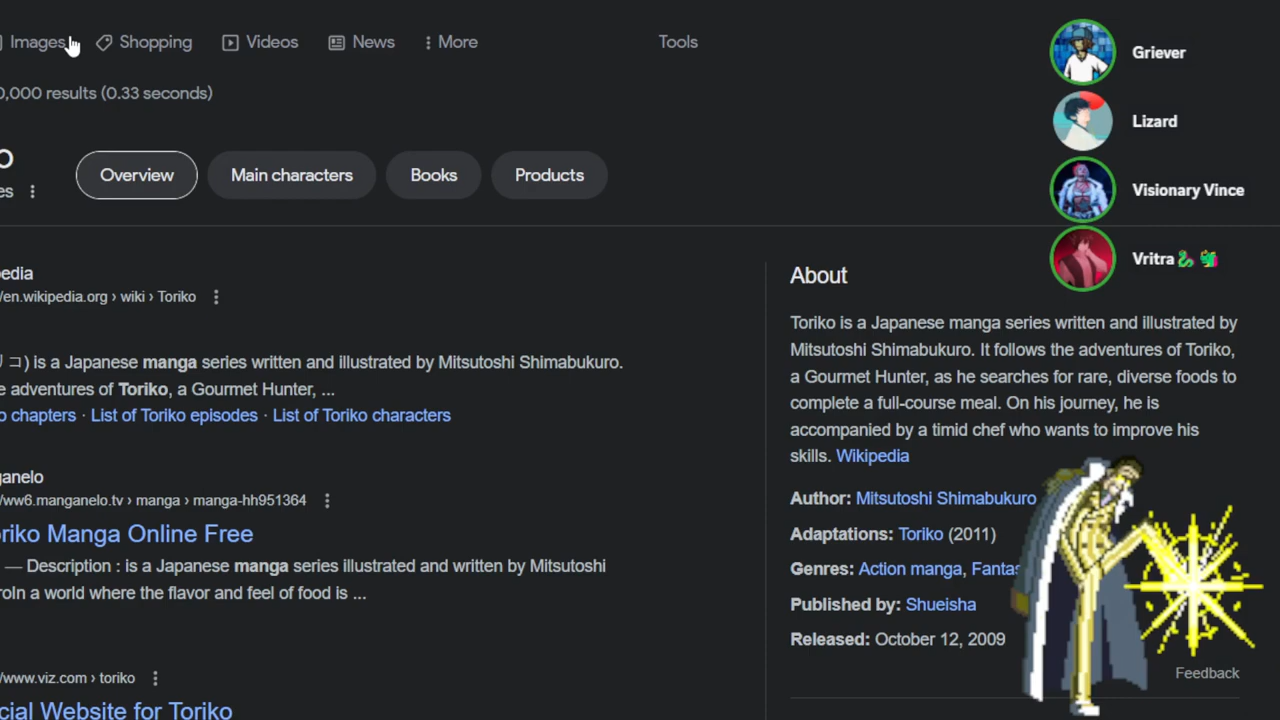 Images
Shopping
Videos
News
More
Tools
0,000 results (0.33 seconds)
Overview
Main characters
Books
Products
Griever
Lizard
Visionary Vince
Vritra
pedia
/en.wikipedia.org › wiki › Toriko
リコ) is a Japanese manga series written and illustrated by Mitsutoshi Shimabukuro.
e adventures of Toriko, a Gourmet Hunter, ...
o chapters · List of Toriko episodes · List of Toriko characters
ganelo
/ww6.manganelo.tv › manga › manga-hh951364
oriko Manga Online Free
— Description : is a Japanese manga series illustrated and written by Mitsutoshi
roIn a world where the flavor and feel of food is ...
/www.viz.com › toriko
cial Website for Toriko
About
Toriko is a Japanese manga series written and illustrated by
Mitsutoshi Shimabukuro. It follows the adventures of Toriko,
a Gourmet Hunter, as he searches for rare, diverse foods to
complete a full-course meal. On his journey, he is
accompanied by a timid chef who wants to improve his
skills. Wikipedia
Author: Mitsutoshi Shimabukuro
Adaptations: Toriko (2011)
Genres: Action manga, Fantas
Published by: Shueisha
Released: October 12, 2009
Feedback